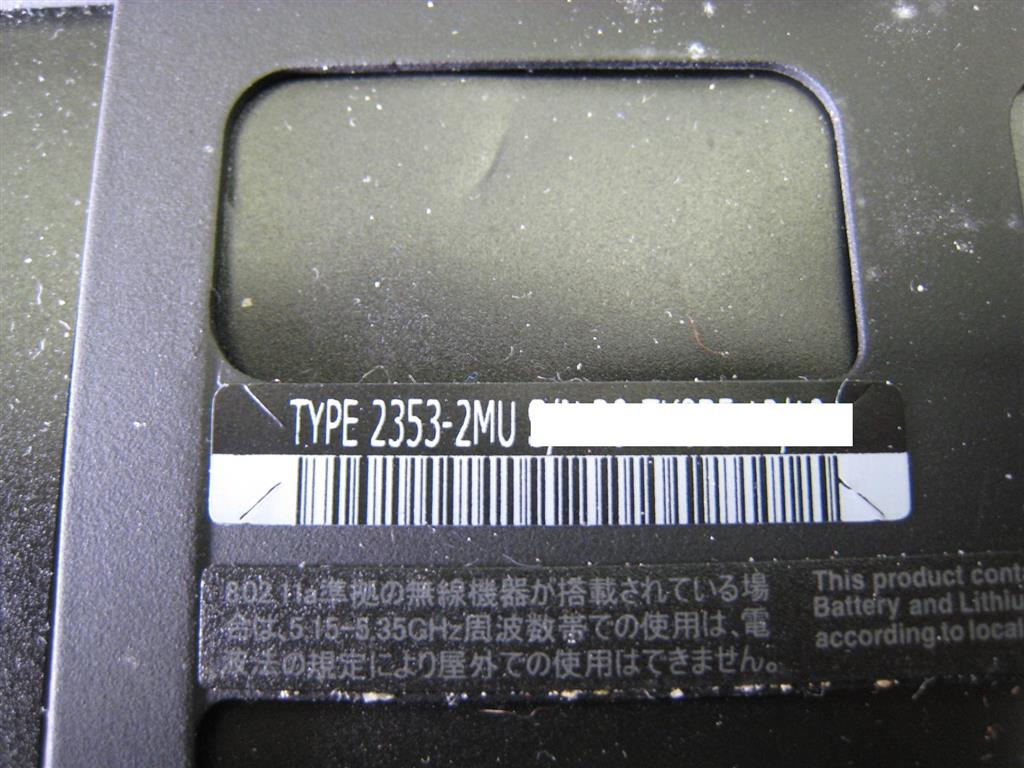 TYPE 2353-2MU
802.11a準拠の無線機器が搭載されている場
合は、5.15-5.35GHz周波数帯での使用は、電
波法の規定により屋外での使用はできません。
This product cont
Battery and Lithiu
according to local